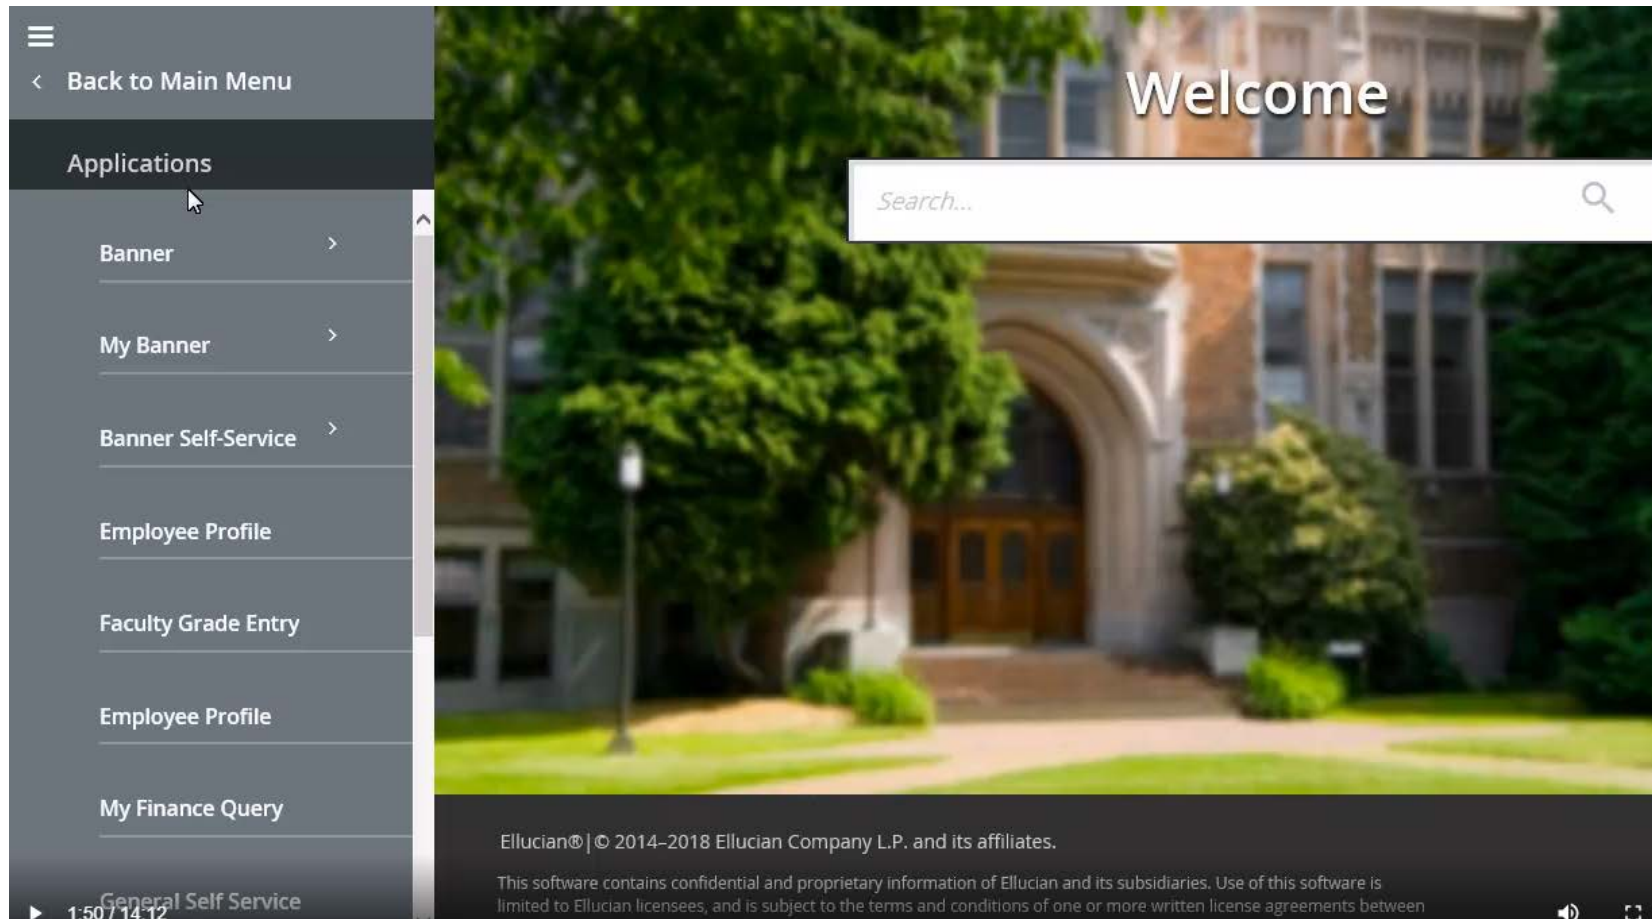 Back to Main Menu
Applications
Banner
My Banner
Banner Self-Service
Employee Profile
Faculty Grade Entry
Employee Profile
My Finance Query
General Self Service
1:50 / 14:12
Welcome
Search...
Ellucian®|© 2014–2018 Ellucian Company L.P. and its affiliates.
This software contains confidential and proprietary information of Ellucian and its subsidiaries. Use of this software is
limited to Ellucian licensees, and is subject to the terms and conditions of one or more written license agreements between